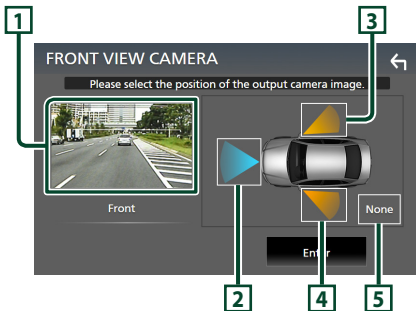 1
3
FRONT VIEW CAMERA
Please select the position of the output camera image.
Front
None
Enter
2
4
5